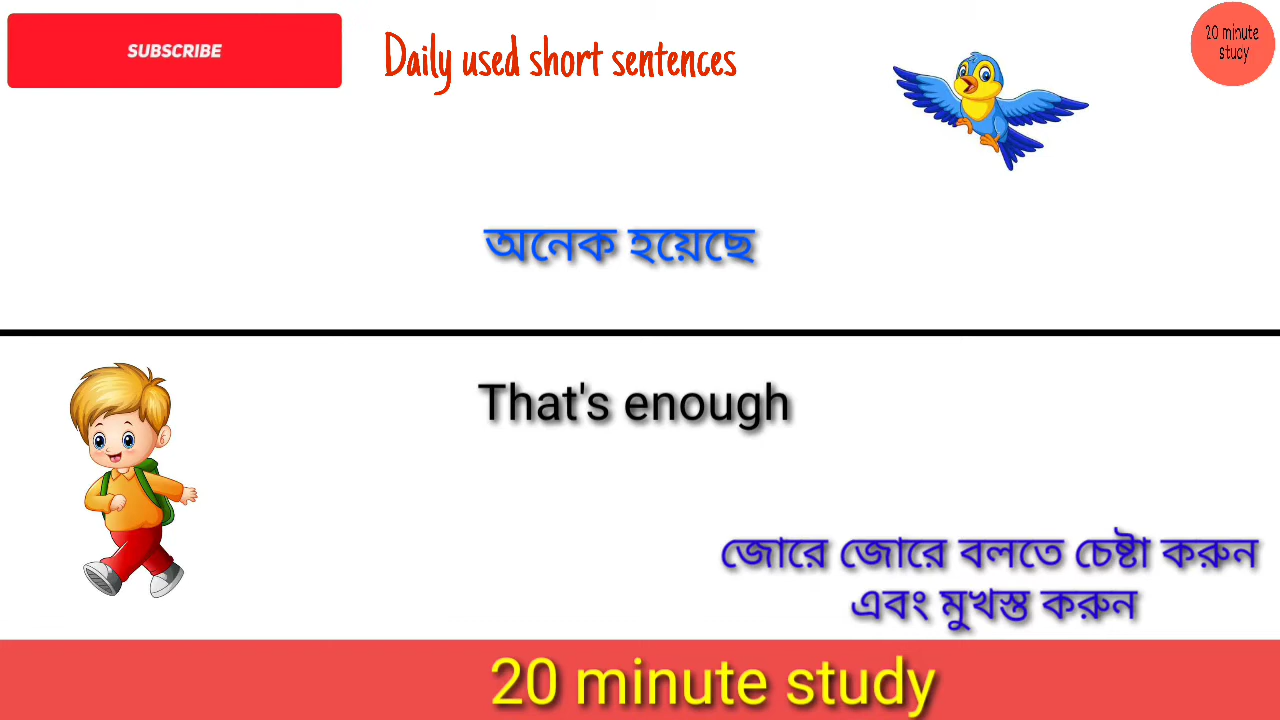 SUBSCRIBE
Daily used short sentences
20 minute
stucy
অনেক হয়েছে
That's enough
জোরে জোরে বলতে চেষ্টা করুন
এবং মুখস্ত করুন
20 minute study